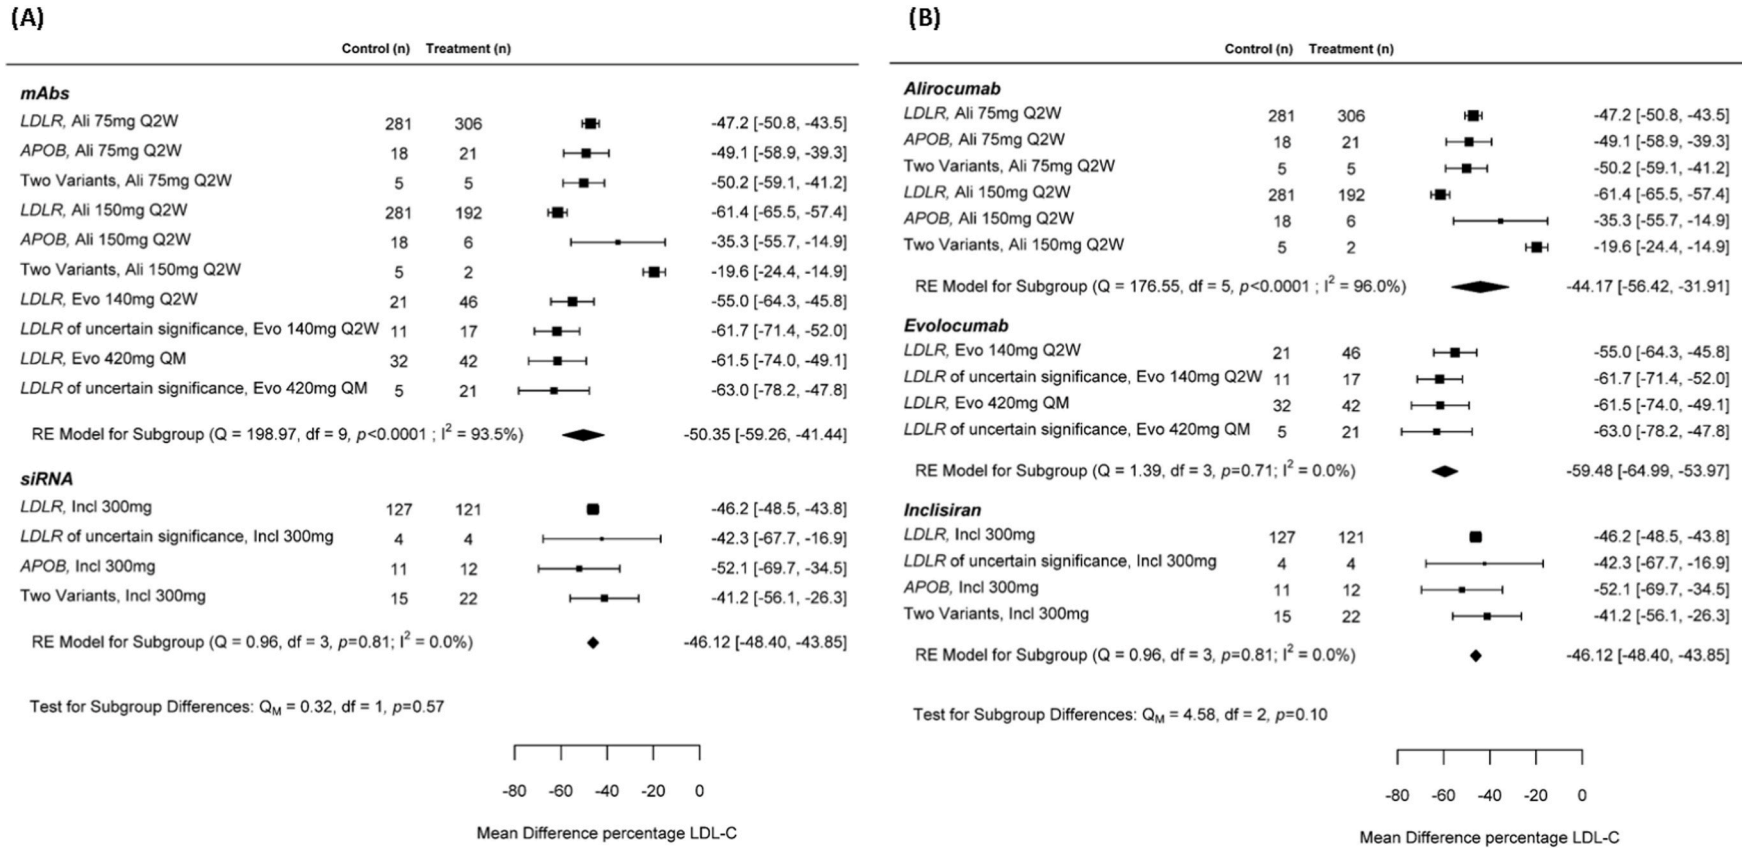 (A)
Control (n) Treatment (n)
mAbs
LDLR, Ali 75mg Q2W 281 306 -47.2 [-50.8, -43.5]
APOB, Ali 75mg Q2W 18 21 -49.1 [-58.9, -39.3]
Two Variants, Ali 75mg Q2W 5 5 -50.2 [-59.1, -41.2]
LDLR, Ali 150mg Q2W 281 192 -61.4 [-65.5, -57.4]
APOB, Ali 150mg Q2W 18 6 -35.3 [-55.7, -14.9]
Two Variants, Ali 150mg Q2W 5 2 -19.6 [-24.4, -14.9]
LDLR, Evo 140mg Q2W 21 46 -55.0 [-64.3, -45.8]
LDLR of uncertain significance, Evo 140mg Q2W 11 17 -61.7 [-71.4, -52.0]
LDLR, Evo 420mg QM 32 42 -61.5 [-74.0, -49.1]
LDLR of uncertain significance, Evo 420mg QM 5 21 -63.0 [-78.2, -47.8]
RE Model for Subgroup (Q = 198.97, df = 9, p<0.0001 ; I² = 93.5%) -50.35 [-59.26, -41.44]
siRNA
LDLR, Incl 300mg 127 121 -46.2 [-48.5, -43.8]
LDLR of uncertain significance, Incl 300mg 4 4 -42.3 [-67.7, -16.9]
APOB, Incl 300mg 11 12 -52.1 [-69.7, -34.5]
Two Variants, Incl 300mg 15 22 -41.2 [-56.1, -26.3]
RE Model for Subgroup (Q = 0.96, df = 3, p=0.81; I² = 0.0%) -46.12 [-48.40, -43.85]
Test for Subgroup Differences: Q_M = 0.32, df = 1, p=0.57
-80 -60 -40 -20 0
Mean Difference percentage LDL-C
(B)
Control (n) Treatment (n)
Alirocumab
LDLR, Ali 75mg Q2W 281 306 -47.2 [-50.8, -43.5]
APOB, Ali 75mg Q2W 18 21 -49.1 [-58.9, -39.3]
Two Variants, Ali 75mg Q2W 5 5 -50.2 [-59.1, -41.2]
LDLR, Ali 150mg Q2W 281 192 -61.4 [-65.5, -57.4]
APOB, Ali 150mg Q2W 18 6 -35.3 [-55.7, -14.9]
Two Variants, Ali 150mg Q2W 5 2 -19.6 [-24.4, -14.9]
RE Model for Subgroup (Q = 176.55, df = 5, p<0.0001 ; I² = 96.0%) -44.17 [-56.42, -31.91]
Evolocumab
LDLR, Evo 140mg Q2W 21 46 -55.0 [-64.3, -45.8]
LDLR of uncertain significance, Evo 140mg Q2W 11 17 -61.7 [-71.4, -52.0]
LDLR, Evo 420mg QM 32 42 -61.5 [-74.0, -49.1]
LDLR of uncertain significance, Evo 420mg QM 5 21 -63.0 [-78.2, -47.8]
RE Model for Subgroup (Q = 1.39, df = 3, p=0.71; I² = 0.0%) -59.48 [-64.99, -53.97]
Inclisiran
LDLR, Incl 300mg 127 121 -46.2 [-48.5, -43.8]
LDLR of uncertain significance, Incl 300mg 4 4 -42.3 [-67.7, -16.9]
APOB, Incl 300mg 11 12 -52.1 [-69.7, -34.5]
Two Variants, Incl 300mg 15 22 -41.2 [-56.1, -26.3]
RE Model for Subgroup (Q = 0.96, df = 3, p=0.81; I² = 0.0%) -46.12 [-48.40, -43.85]
Test for Subgroup Differences: Q_M = 4.58, df = 2, p=0.10
-80 -60 -40 -20 0
Mean Difference percentage LDL-C